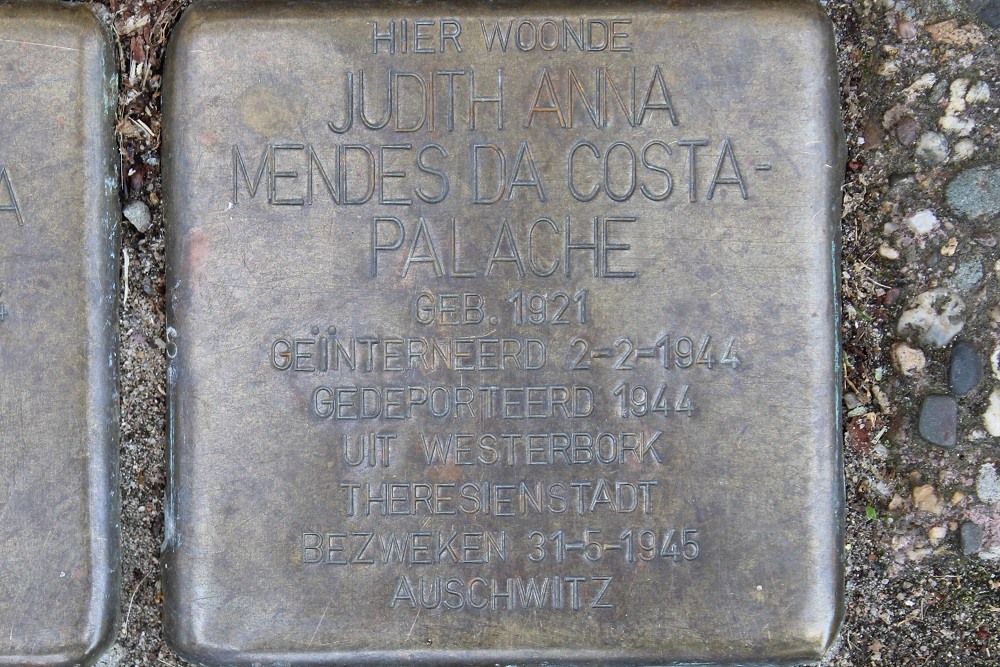 HIER WOONDE
JUDITH ANNA
MENDES DA COSTA-
PALACHE
GEB. 1921
GEÏNTERNEERD 2-2-1944
GEDEPORTEERD 1944
UIT WESTERBORK
THERESIENSTADT
BEZWEKEN 31-5-1945
AUSCHWITZ
A
4